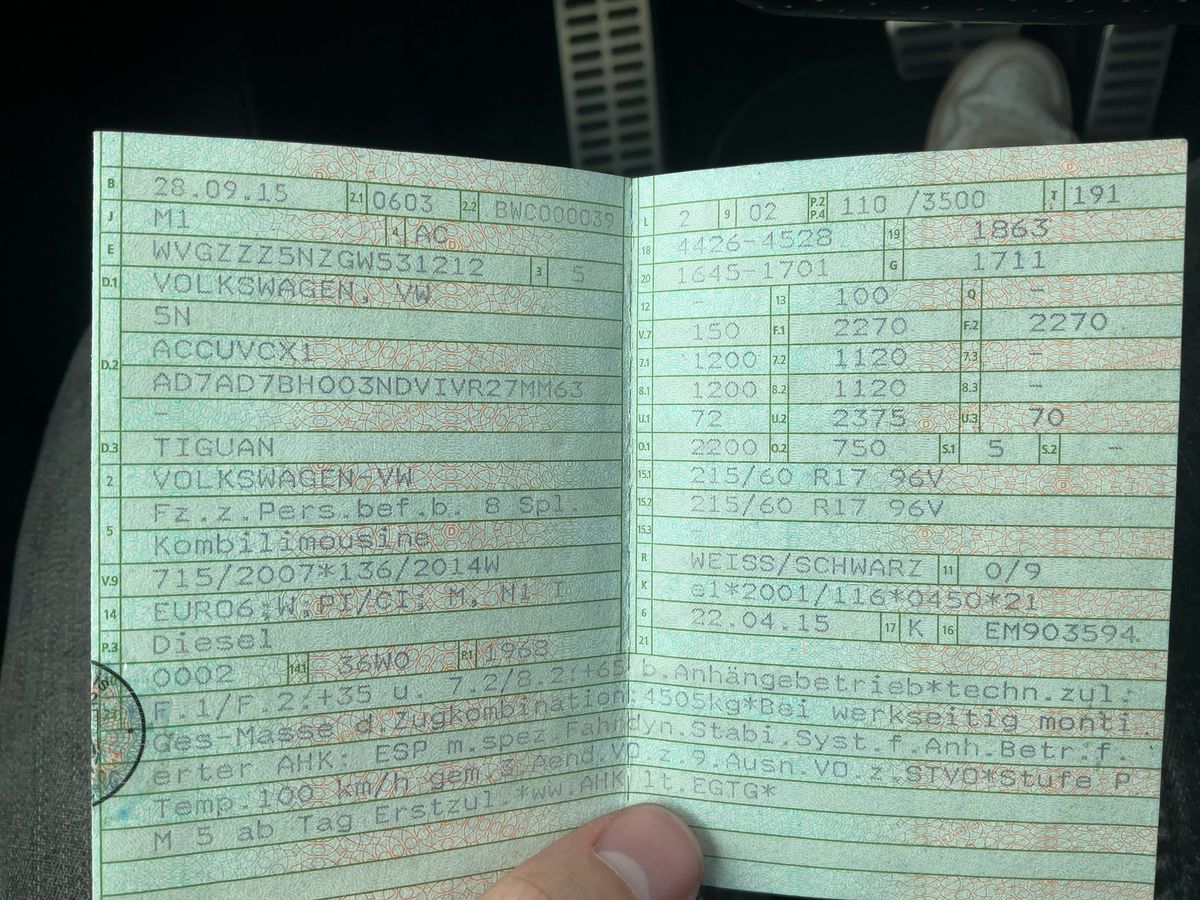 B 28.09.15 2.1 0603 2.2 BWC000039
J M1 4 AC
E WVGZZZ5NZGW531212 3 5
D.1 VOLKSWAGEN, VW
5N
D.2 ACCUVCX1
AD7AD7BH003NDVIVR27MM63
-
D.3 TIGUAN
2 VOLKSWAGEN-VW
5 Fz.z.Pers.bef.b. 8 Spl.
Kombilimousine
V.9 715/2007*136/2014W
14 EURO6;W;PI/CI; M, N1 I
P.3 Diesel
0002 14.1 36W0 P.1 1968
L 2 9 02 P.2 P.4 110 /3500 T 191
18 4426-4528 19 1863
20 1645-1701 G 1711
12 - 13 100 Q -
V.7 150 F.1 2270 F.2 2270
7.1 1200 7.2 1120 7.3 -
8.1 1200 8.2 1120 8.3 -
U.1 72 U.2 2375 U.3 70
O.1 2200 O.2 750 S.1 5 S.2 -
15.1 215/60 R17 96V
15.2 215/60 R17 96V
15.3 -
R WEISS/SCHWARZ 11 0/9
K e1*2001/116*0450*21
6 22.04.15 17 K 16 EM903594
21
F.1/F.2:+35 u. 7.2/8.2:+65 b.Anhängebetrieb*techn.zul.
Ges-Masse d.Zugkombination:4505kg*Bei werkseitig monti
erter AHK: ESP m.spez Fahrdyn.Stabi.Syst.f.Anh.Betr.f.
Temp.100 km/h gem.3.Aend.VO z.9.Ausn.VO.z.STVO*Stufe P
M 5 ab Tag Erstzul.*ww.AHK lt.EGTG*